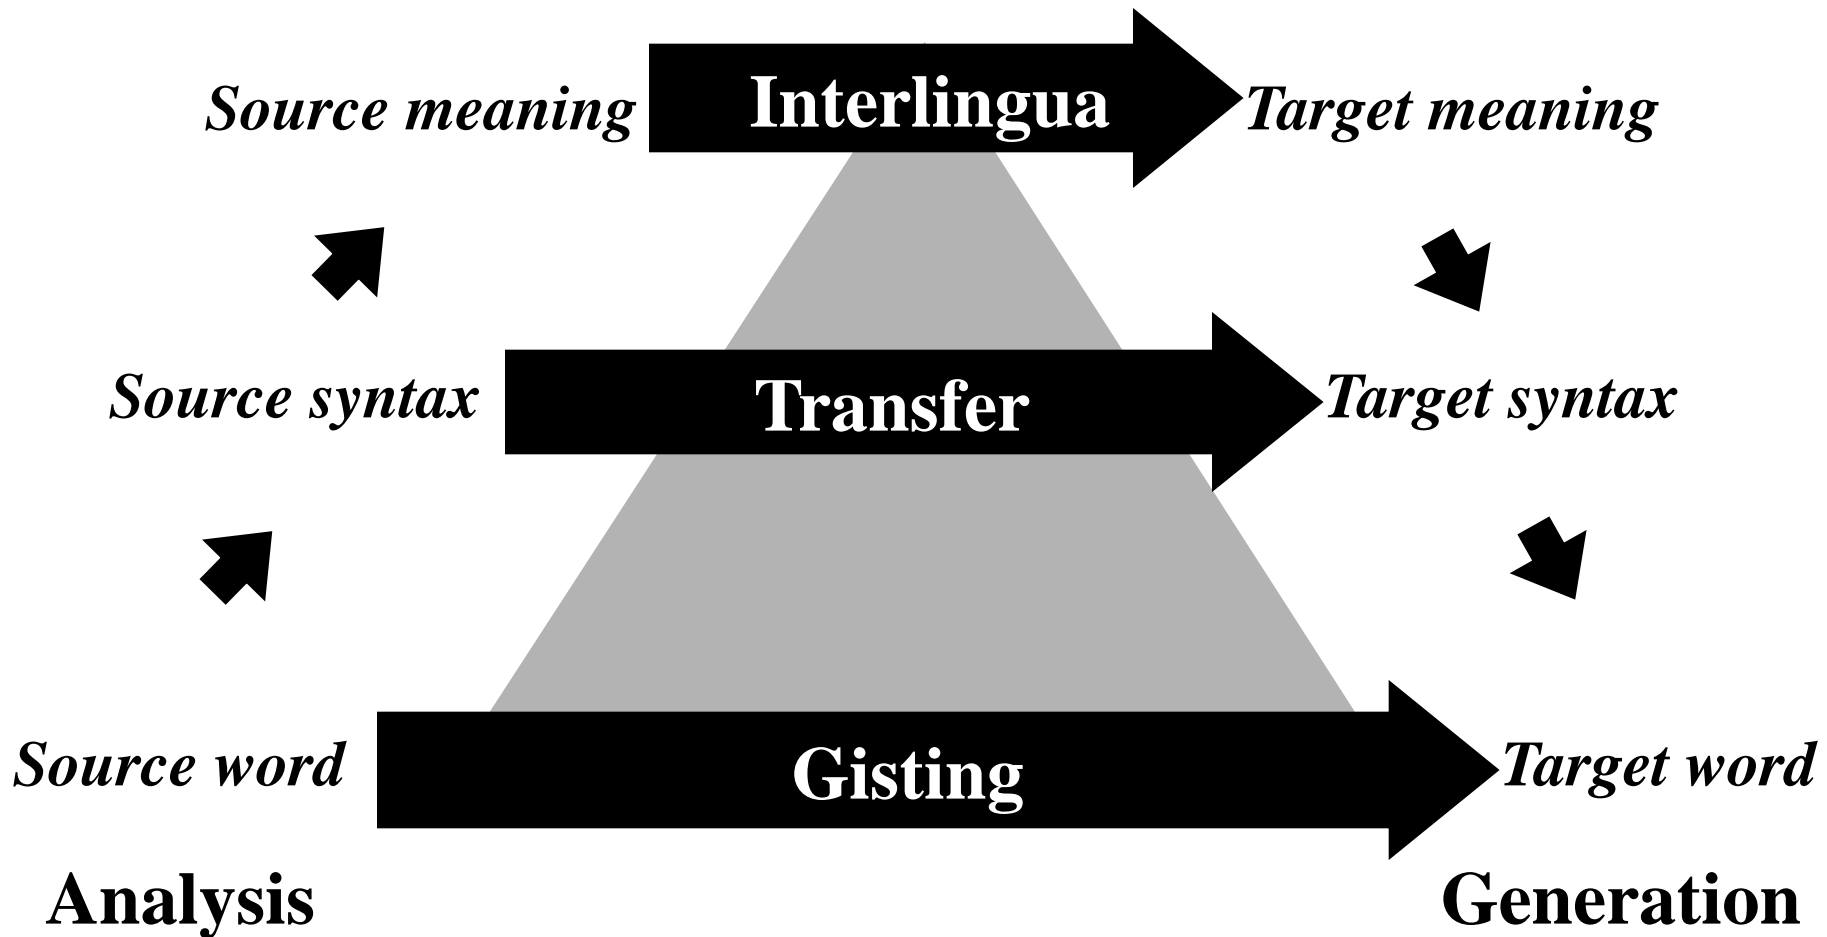 Source meaning Interlingua Target meaning
Source syntax Transfer Target syntax
Source word Gisting Target word
Analysis Generation